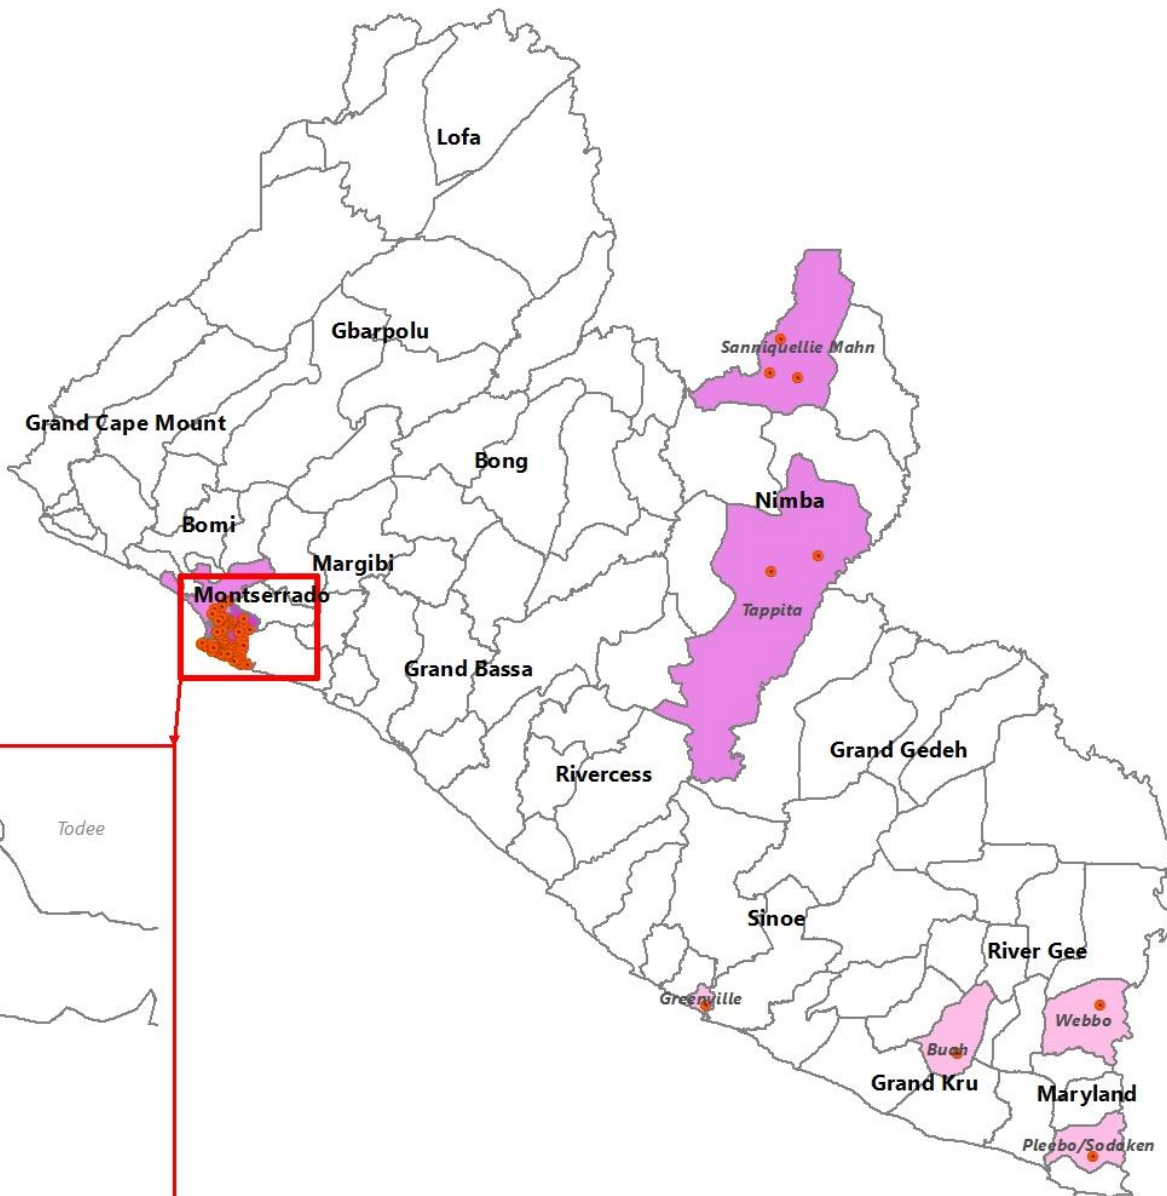 Lofa
Gbarpolu
Sanniquellie Mahn
Grand Cape Mount
Bong
Nimba
Bomi
Margibi
Montserrado
Tappita
Grand Bassa
Grand Gedeh
Rivercess
Todee
Sinoe
River Gee
Greenville
Webbo
Buah
Grand Kru
Maryland
Pleebo/Sodoken